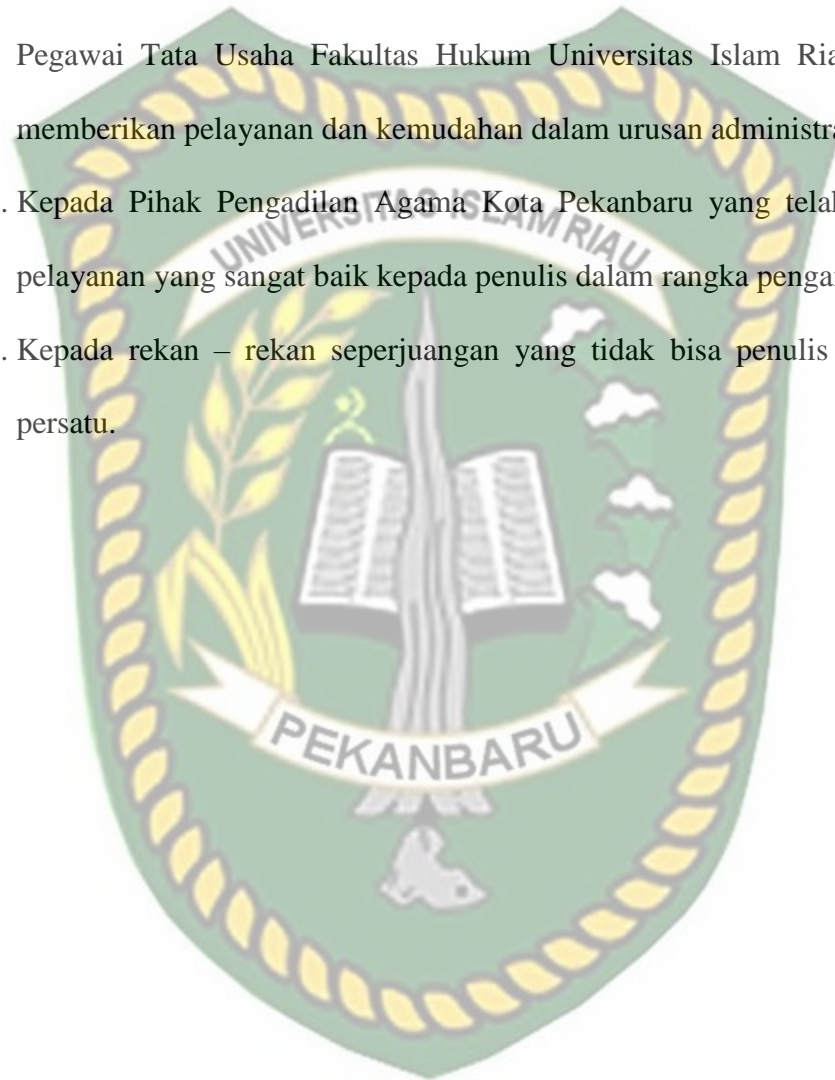 Pegawai Tata Usaha Fakultas Hukum Universitas Islam Ria
memberikan pelayanan dan kemudahan dalam urusan administra
. Kepada Pihak Pengadilan Agama Kota Pekanbaru yang tela
UNIVERSITAS ISLAM RIAU
pelayanan yang sangat baik kepada penulis dalam rangka penga
. Kepada rekan – rekan seperjuangan yang tidak bisa penulis
persatu.
PEKANBARU